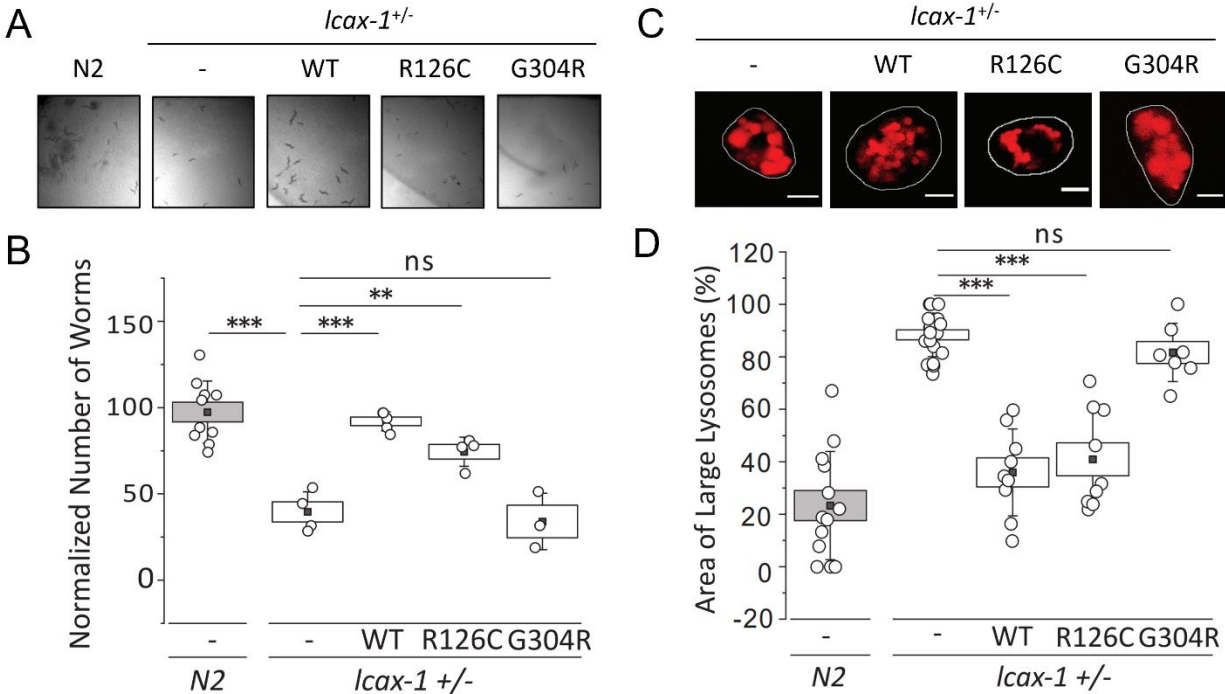 A
lcax-1+/-
N2
-
WT
R126C
G304R
B
Normalized Number of Worms
150
100
50
0
***
***
**
ns
-
-
WT
R126C
G304R
N2
lcax-1 +/-
C
lcax-1+/-
-
WT
R126C
G304R
D
Area of Large Lysosomes (%)
120
100
80
60
40
20
0
-20
ns
***
***
-
-
WT
R126C
G304R
N2
lcax-1 +/-